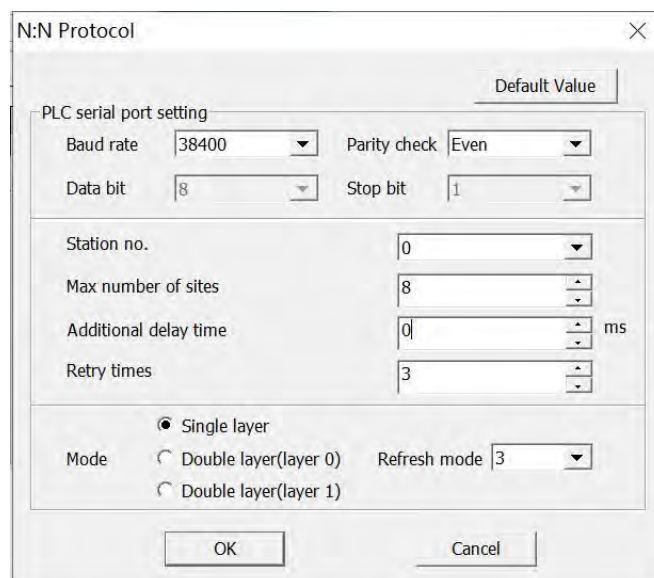 N:N Protocol
Default Value
PLC serial port setting
Baud rate 38400 Parity check Even
Data bit 8 Stop bit 1
Station no. 0
Max number of sites 8
Additional delay time 0 ms
Retry times 3
Single layer
Mode Double layer(layer 0) Refresh mode 3
Double layer(layer 1)
OK Cancel